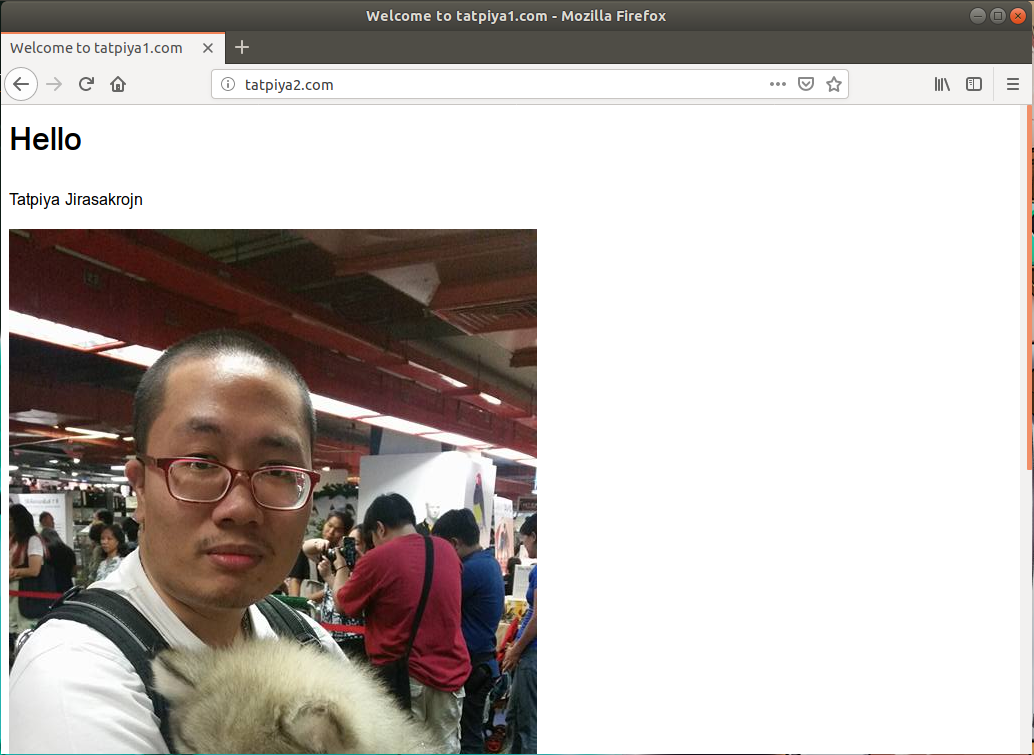 Welcome to tatpiya1.com - Mozilla Firefox
Welcome to tatpiya1.com
tatpiya2.com
Hello
Tatpiya Jirasakrojn